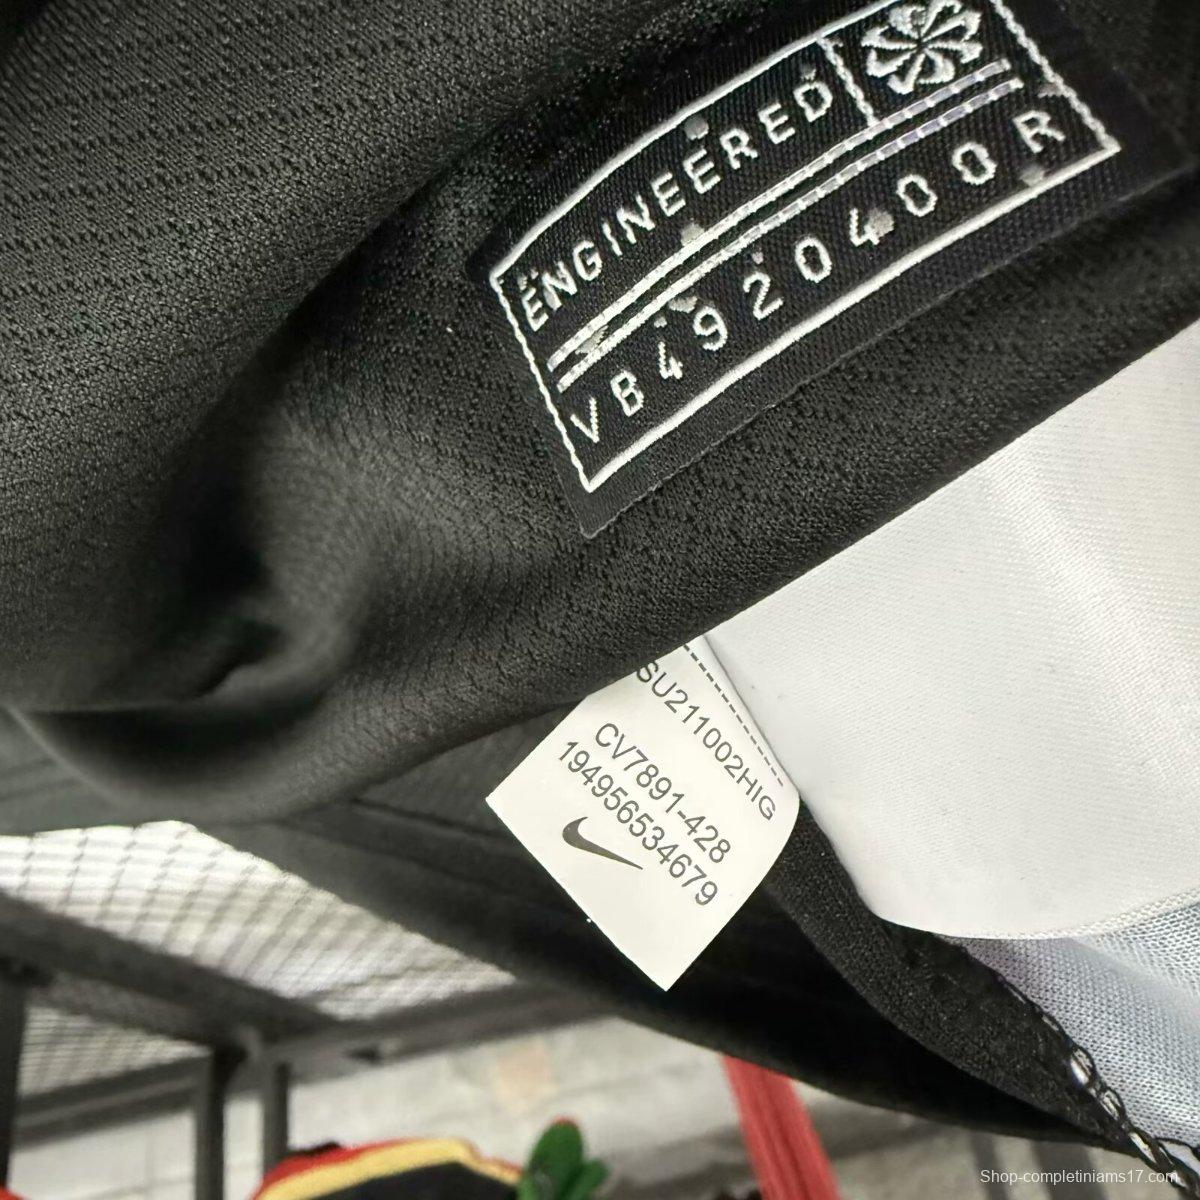 ENGINEERED
VB4920400R
SU211002HIG
CV7891-428
194956534679
Shop-completiniams17.com